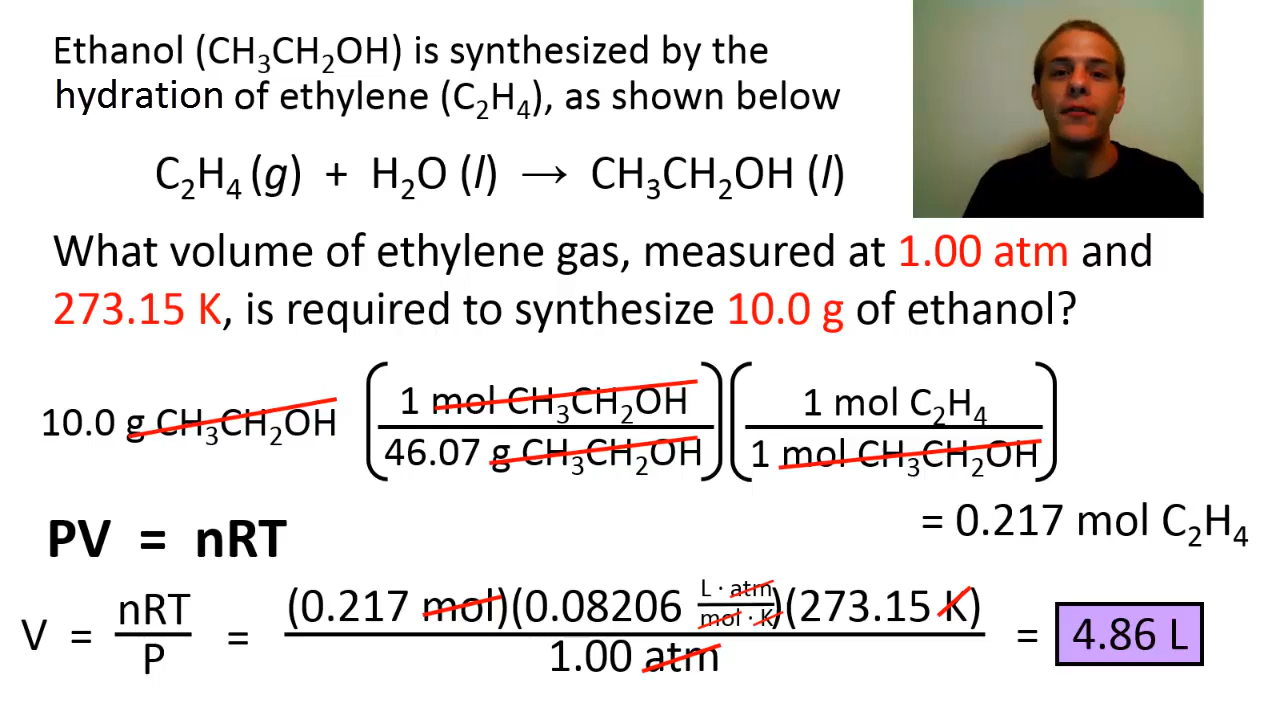 Ethanol (CH₃CH₂OH) is synthesized by the
hydration of ethylene (C₂H₄), as shown below
C₂H₄ (g) + H₂O (l) → CH₃CH₂OH (l)
What volume of ethylene gas, measured at 1.00 atm and
273.15 K, is required to synthesize 10.0 g of ethanol?
10.0 g CH₃CH₂OH (1 mol CH₃CH₂OH / 46.07 g CH₃CH₂OH) (1 mol C₂H₄ / 1 mol CH₃CH₂OH)
= 0.217 mol C₂H₄
PV = nRT
V = nRT / P = (0.217 mol)(0.08206 L · atm / mol · K)(273.15 K) / 1.00 atm = 4.86 L